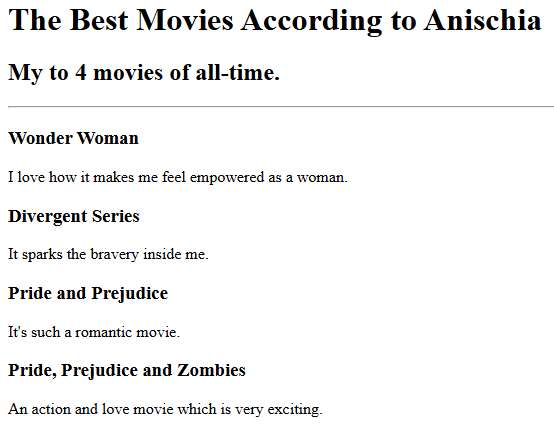 The Best Movies According to Anischia
My to 4 movies of all-time.
Wonder Woman
I love how it makes me feel empowered as a woman.
Divergent Series
It sparks the bravery inside me.
Pride and Prejudice
It's such a romantic movie.
Pride, Prejudice and Zombies
An action and love movie which is very exciting.